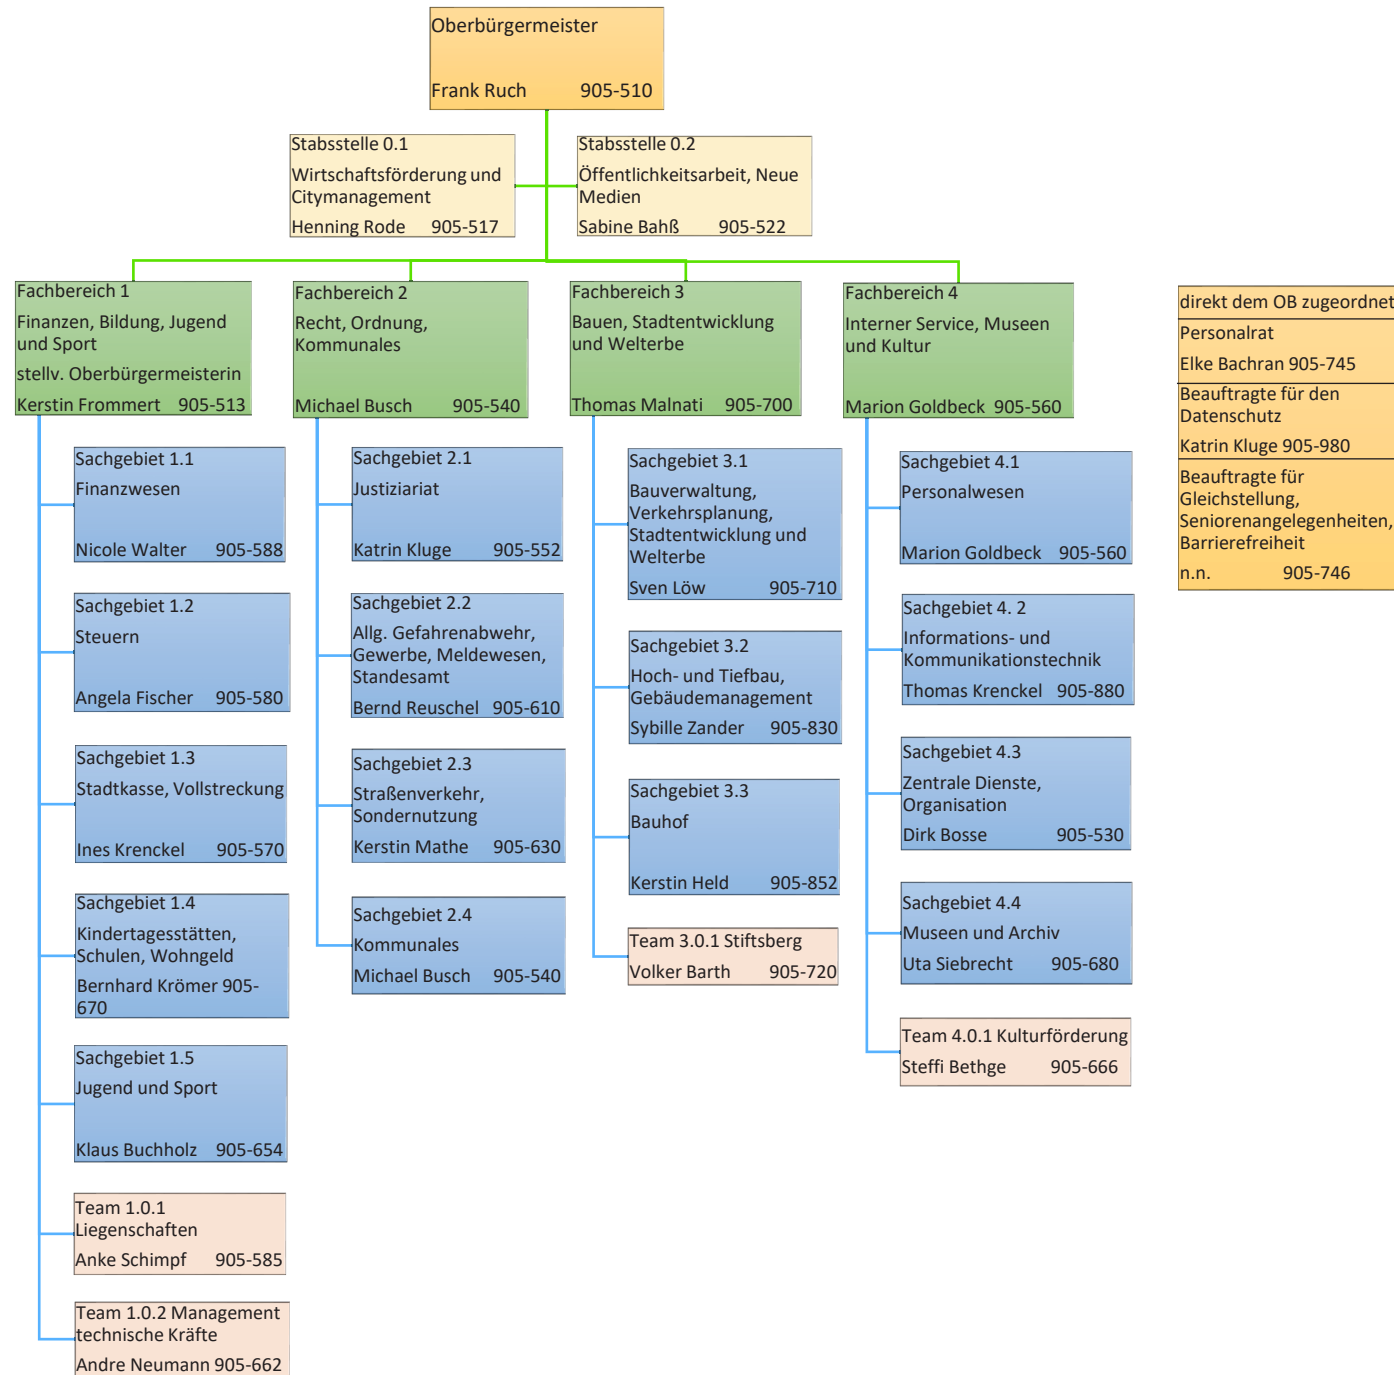 Oberbürgermeister
Frank Ruch 905-510
Stabsstelle 0.1
Wirtschaftsförderung und
Citymanagement
Henning Rode 905-517
Stabsstelle 0.2
Öffentlichkeitsarbeit, Neue
Medien
Sabine Bahß 905-522
Fachbereich 1
Finanzen, Bildung, Jugend
und Sport
stellv. Oberbürgermeisterin
Kerstin Frommert 905-513
Sachgebiet 1.1
Finanzwesen
Nicole Walter 905-588
Sachgebiet 1.2
Steuern
Angela Fischer 905-580
Sachgebiet 1.3
Stadtkasse, Vollstreckung
Ines Krenckel 905-570
Sachgebiet 1.4
Kindertagesstätten,
Schulen, Wohngeld
Bernhard Krömer 905-
670
Sachgebiet 1.5
Jugend und Sport
Klaus Buchholz 905-654
Team 1.0.1
Liegenschaften
Anke Schimpf 905-585
Team 1.0.2 Management
technische Kräfte
Andre Neumann 905-662
Fachbereich 2
Recht, Ordnung,
Kommunales
Michael Busch 905-540
Sachgebiet 2.1
Justiziariat
Katrin Kluge 905-552
Sachgebiet 2.2
Allg. Gefahrenabwehr,
Gewerbe, Meldewesen,
Standesamt
Bernd Reuschel 905-610
Sachgebiet 2.3
Straßenverkehr,
Sondernutzung
Kerstin Mathe 905-630
Sachgebiet 2.4
Kommunales
Michael Busch 905-540
Fachbereich 3
Bauen, Stadtentwicklung
und Welterbe
Thomas Malnati 905-700
Sachgebiet 3.1
Bauverwaltung,
Verkehrsplanung,
Stadtentwicklung und
Welterbe
Sven Löw 905-710
Sachgebiet 3.2
Hoch- und Tiefbau,
Gebäudemanagement
Sybille Zander 905-830
Sachgebiet 3.3
Bauhof
Kerstin Held 905-852
Team 3.0.1 Stiftsberg
Volker Barth 905-720
Fachbereich 4
Interner Service, Museen
und Kultur
Marion Goldbeck 905-560
Sachgebiet 4.1
Personalwesen
Marion Goldbeck 905-560
Sachgebiet 4. 2
Informations- und
Kommunikationstechnik
Thomas Krenckel 905-880
Sachgebiet 4.3
Zentrale Dienste,
Organisation
Dirk Bosse 905-530
Sachgebiet 4.4
Museen und Archiv
Uta Siebrecht 905-680
Team 4.0.1 Kulturförderung
Steffi Bethge 905-666
direkt dem OB zugeordnet
Personalrat
Elke Bachran 905-745
Beauftragte für den
Datenschutz
Katrin Kluge 905-980
Beauftragte für
Gleichstellung,
Seniorenangelegenheiten,
Barrierefreiheit
n.n. 905-746